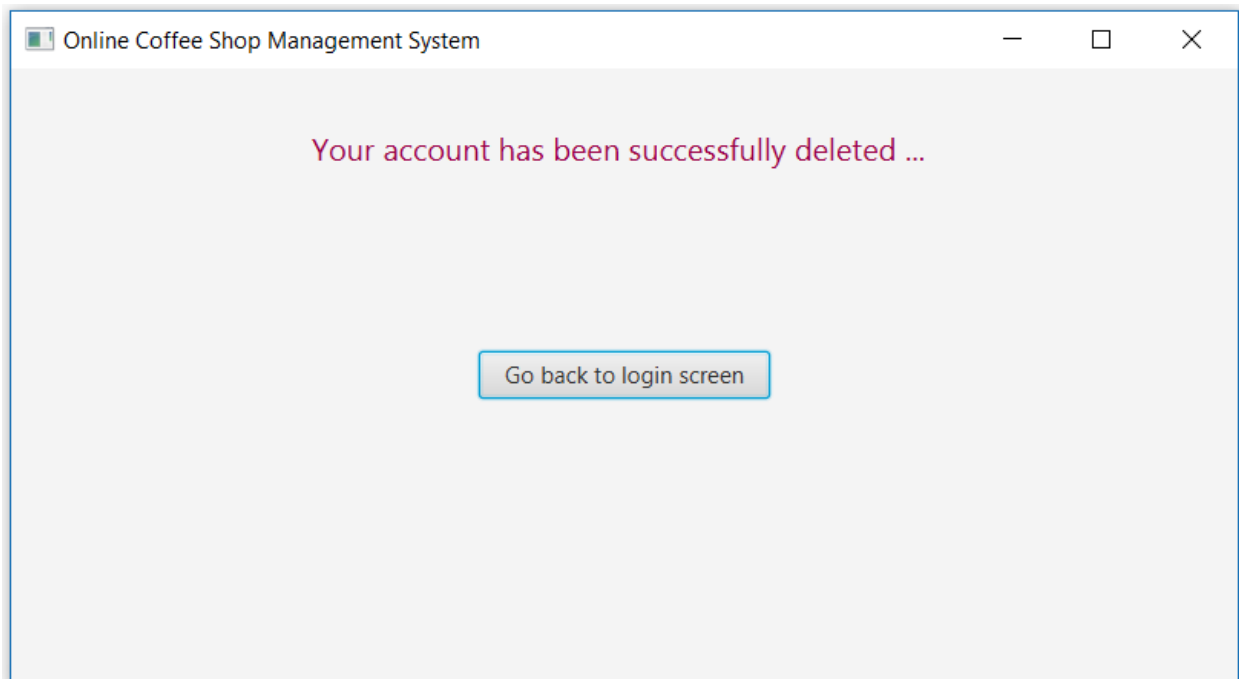 Online Coffee Shop Management System
Your account has been successfully deleted ...
Go back to login screen